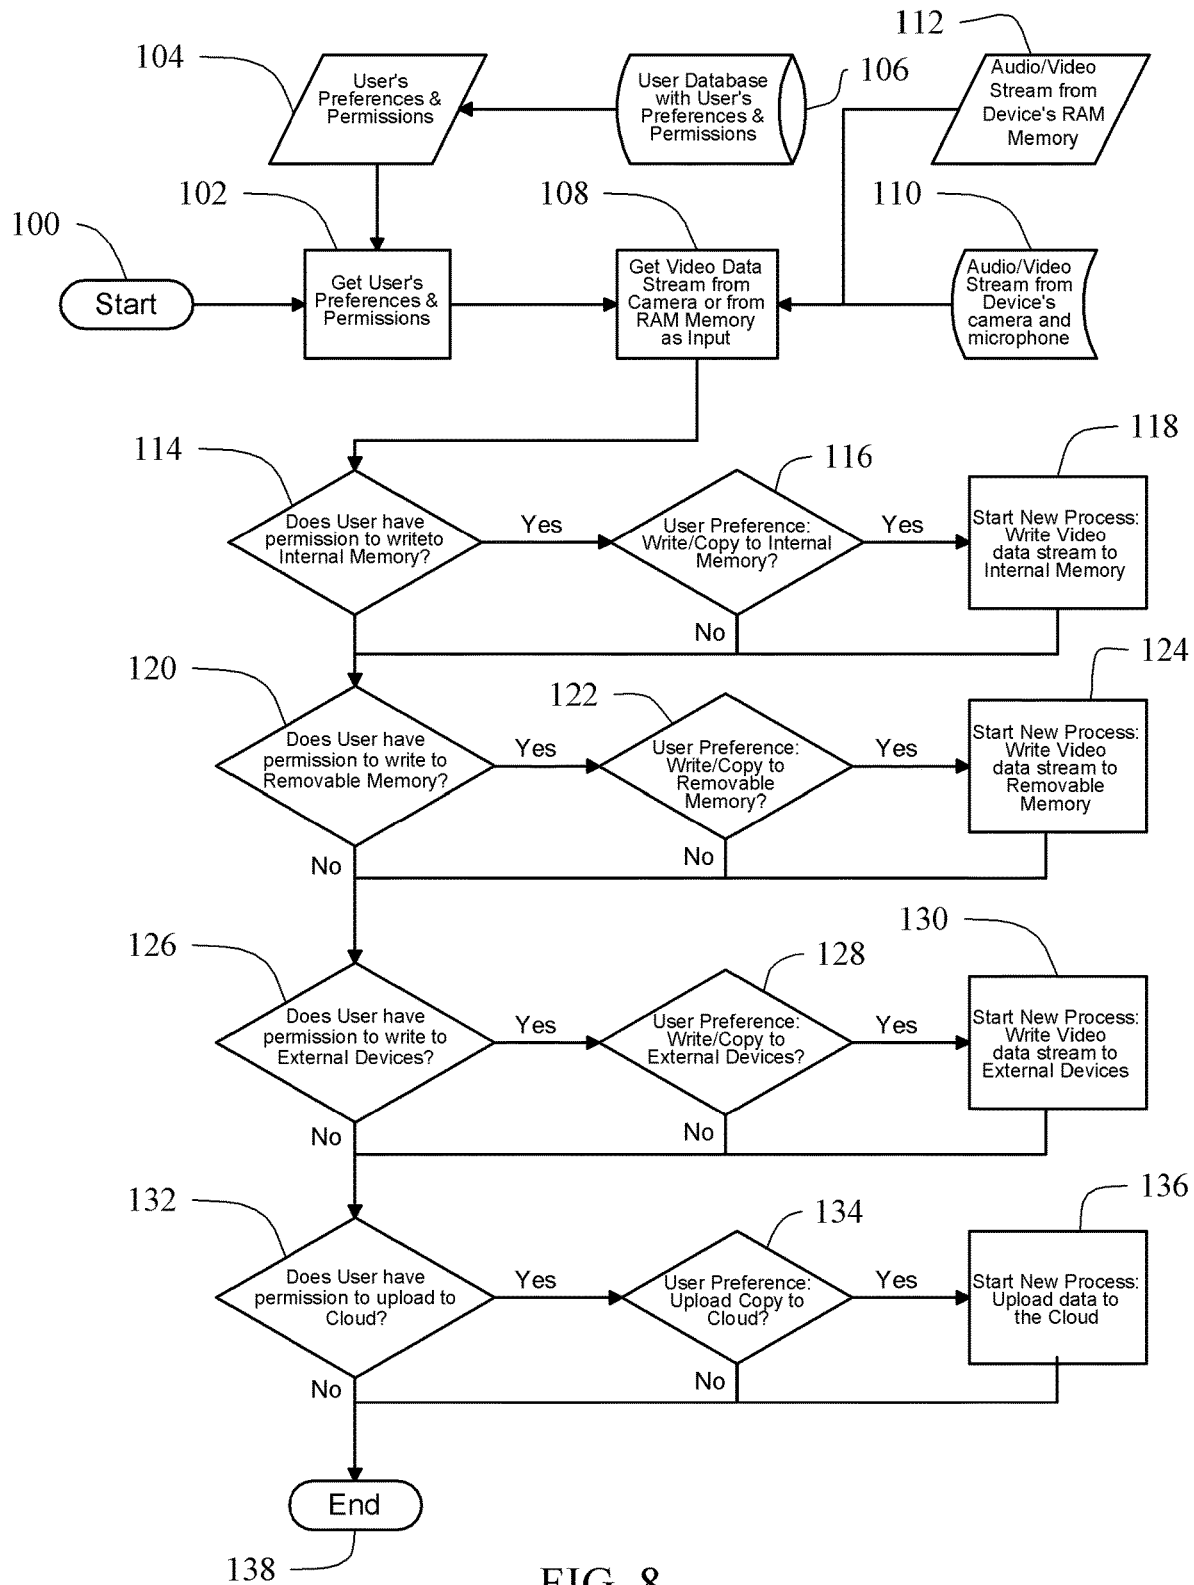 104
User's
Preferences &
Permissions
User Database
with User's
Preferences &
Permissions
106
112
Audio/Video
Stream from
Device's RAM
Memory
100
Start
102
Get User's
Preferences &
Permissions
108
Get Video Data
Stream from
Camera or from
RAM Memory
as Input
110
Audio/Video
Stream from
Device's
camera and
microphone
114
Does User have
permission to writeto
Internal Memory?
Yes
116
User Preference:
Write/Copy to Internal
Memory?
Yes
118
Start New Process:
Write Video
data stream to
Internal Memory
No
120
Does User have
permission to write to
Removable Memory?
Yes
122
User Preference:
Write/Copy to
Removable
Memory?
Yes
124
Start New Process:
Write Video
data stream to
Removable
Memory
No
No
126
Does User have
permission to write to
External Devices?
Yes
128
User Preference:
Write/Copy to
External Devices?
Yes
130
Start New Process:
Write Video
data stream to
External Devices
No
No
132
Does User have
permission to upload to
Cloud?
Yes
134
User Preference:
Upload Copy to
Cloud?
Yes
136
Start New Process:
Upload data to
the Cloud
No
No
End
138
FIG. 8